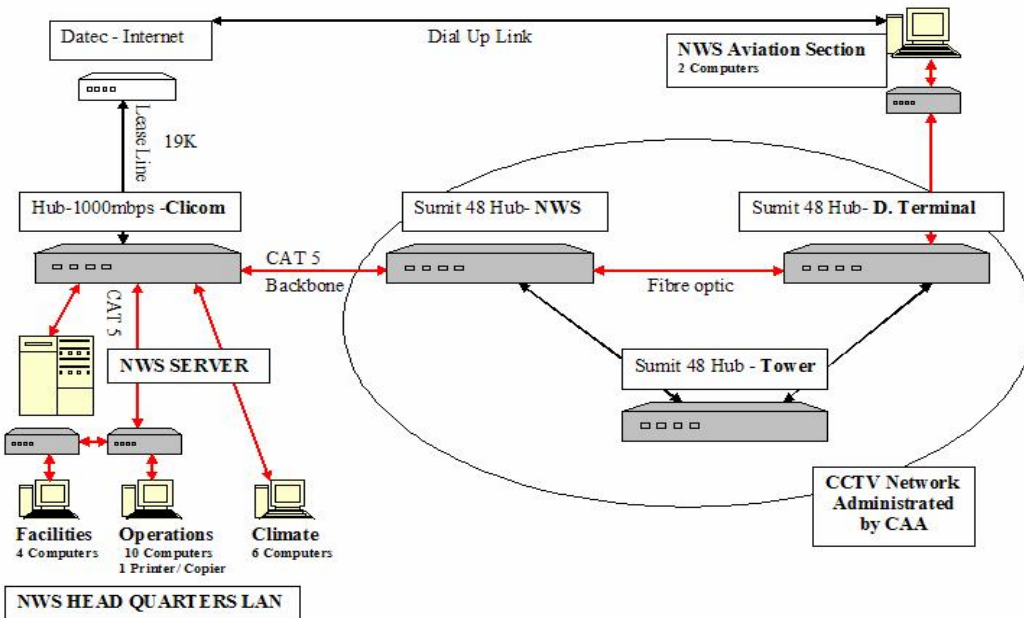 Datec - Internet
Dial Up Link
NWS Aviation Section
2 Computers
Lease Line
19K
Hub-1000mbps -Clicom
Sumit 48 Hub- NWS
Sumit 48 Hub- D. Terminal
CAT 5
Backbone
Fibre optic
CAT 5
NWS SERVER
Sumit 48 Hub - Tower
CCTV Network
Administrated
by CAA
Facilities
4 Computers
Operations
10 Computers
1 Printer/Copier
Climate
6 Computers
NWS HEAD QUARTERS LAN